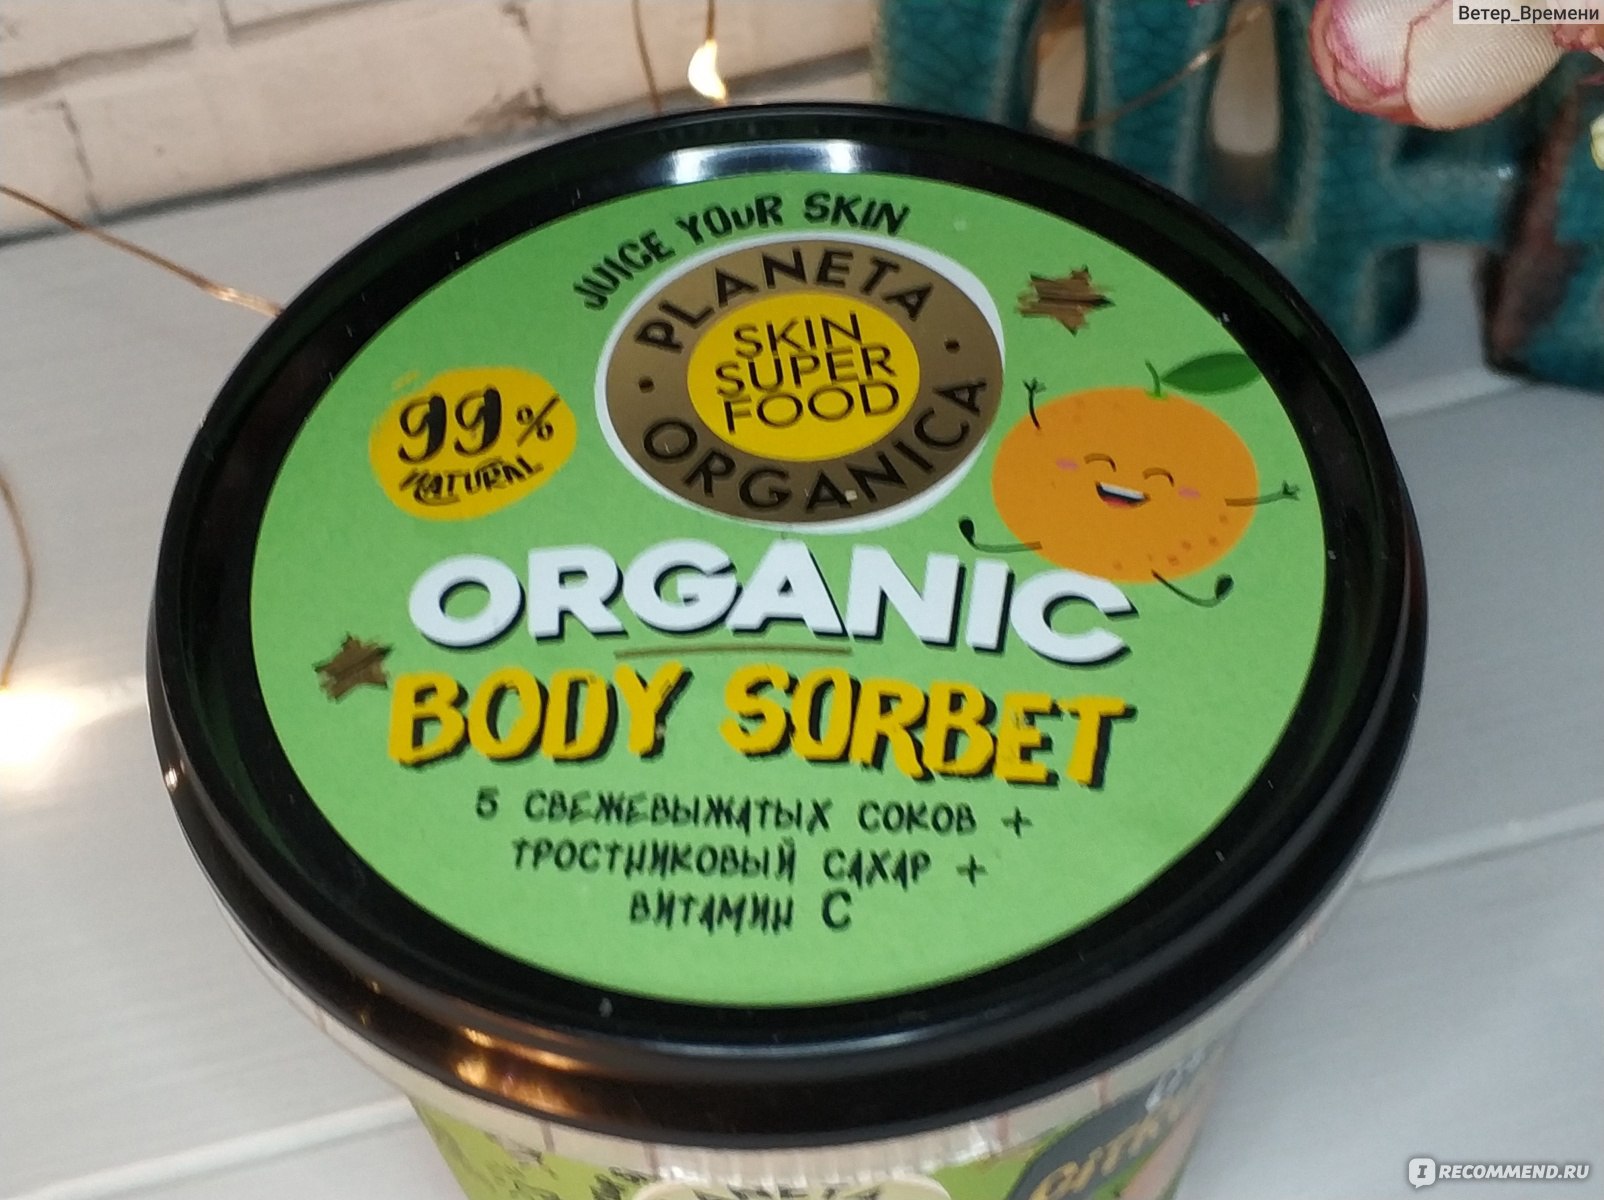 Ветер_Времени
JUICE YOUR SKIN
PLANETA
SKIN
SUPER
FOOD
ORGANICA
99%
NATURAL
ORGANIC
BODY SORBET
5 СВЕЖЕВЫЖАТЫХ СОКОВ +
ТРОСТНИКОВЫЙ САХАР +
ВИТАМИН С
IRECOMMEND.RU